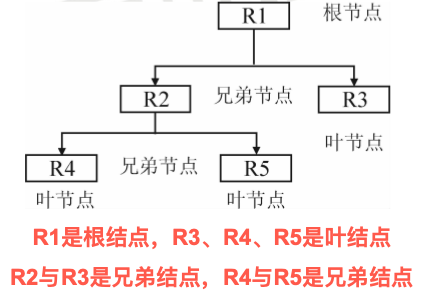 R1 根节点
R2 兄弟节点 R3
叶节点
R4 兄弟节点 R5
叶节点 叶节点
R1是根结点，R3、R4、R5是叶结点
R2与R3是兄弟结点，R4与R5是兄弟结点